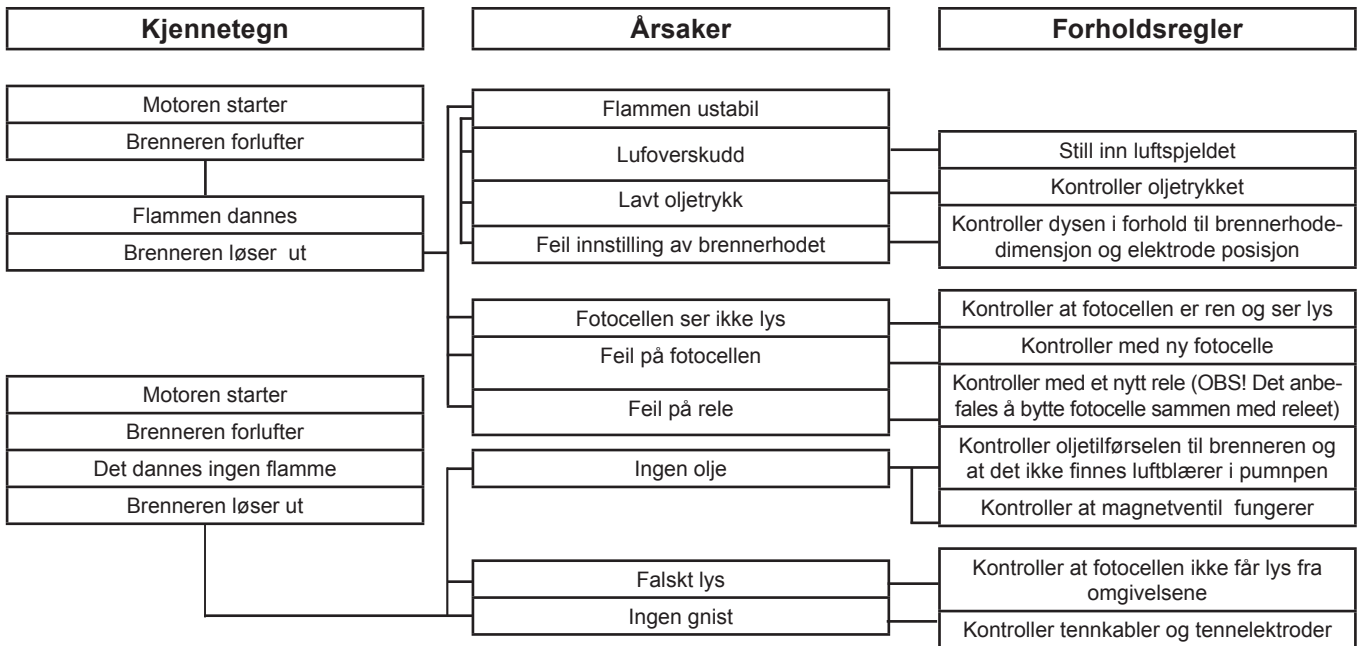 Kjennetegn
Årsaker
Forholdsregler
Motoren starter
Brenneren forlufter
Flammen dannes
Brenneren løser ut
Motoren starter
Brenneren forlufter
Det dannes ingen flamme
Brenneren løser ut
Flammen ustabil
Lufoverskudd
Lavt oljetrykk
Feil innstilling av brennerhodet
Fotocellen ser ikke lys
Feil på fotocellen
Feil på rele
Ingen olje
Falskt lys
Ingen gnist
Still inn luftspjeldet
Kontroller oljetrykket
Kontroller dysen i forhold til brennerhode-
dimensjon og elektrode posisjon
Kontroller at fotocellen er ren og ser lys
Kontroller med ny fotocelle
Kontroller med et nytt rele (OBS! Det anbe-
fales å bytte fotocelle sammen med releet)
Kontroller oljetilførselen til brenneren og
at det ikke finnes luftblærer i pumnpen
Kontroller at magnetventil fungerer
Kontroller at fotocellen ikke får lys fra
omgivelsene
Kontroller tennkabler og tennelektroder